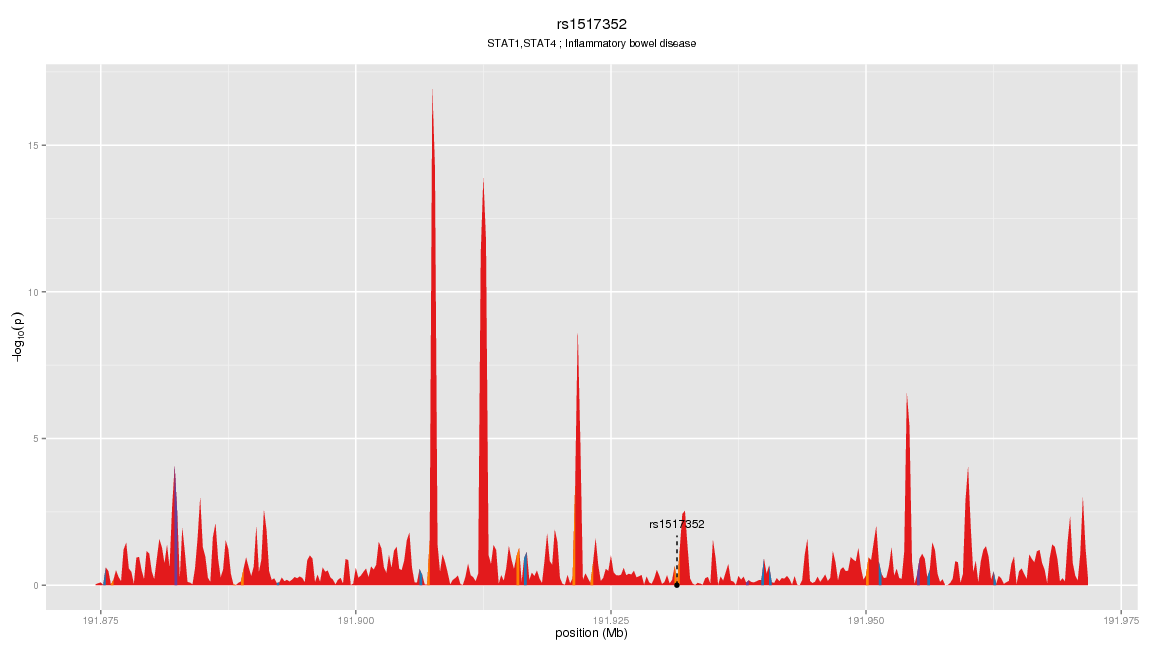 rs1517352
STAT1,STAT4 ; Inflammatory bowel disease
−log10(p)
15
10
5
0
rs1517352
191.875 191.900 191.925 191.950 191.975
position (Mb)